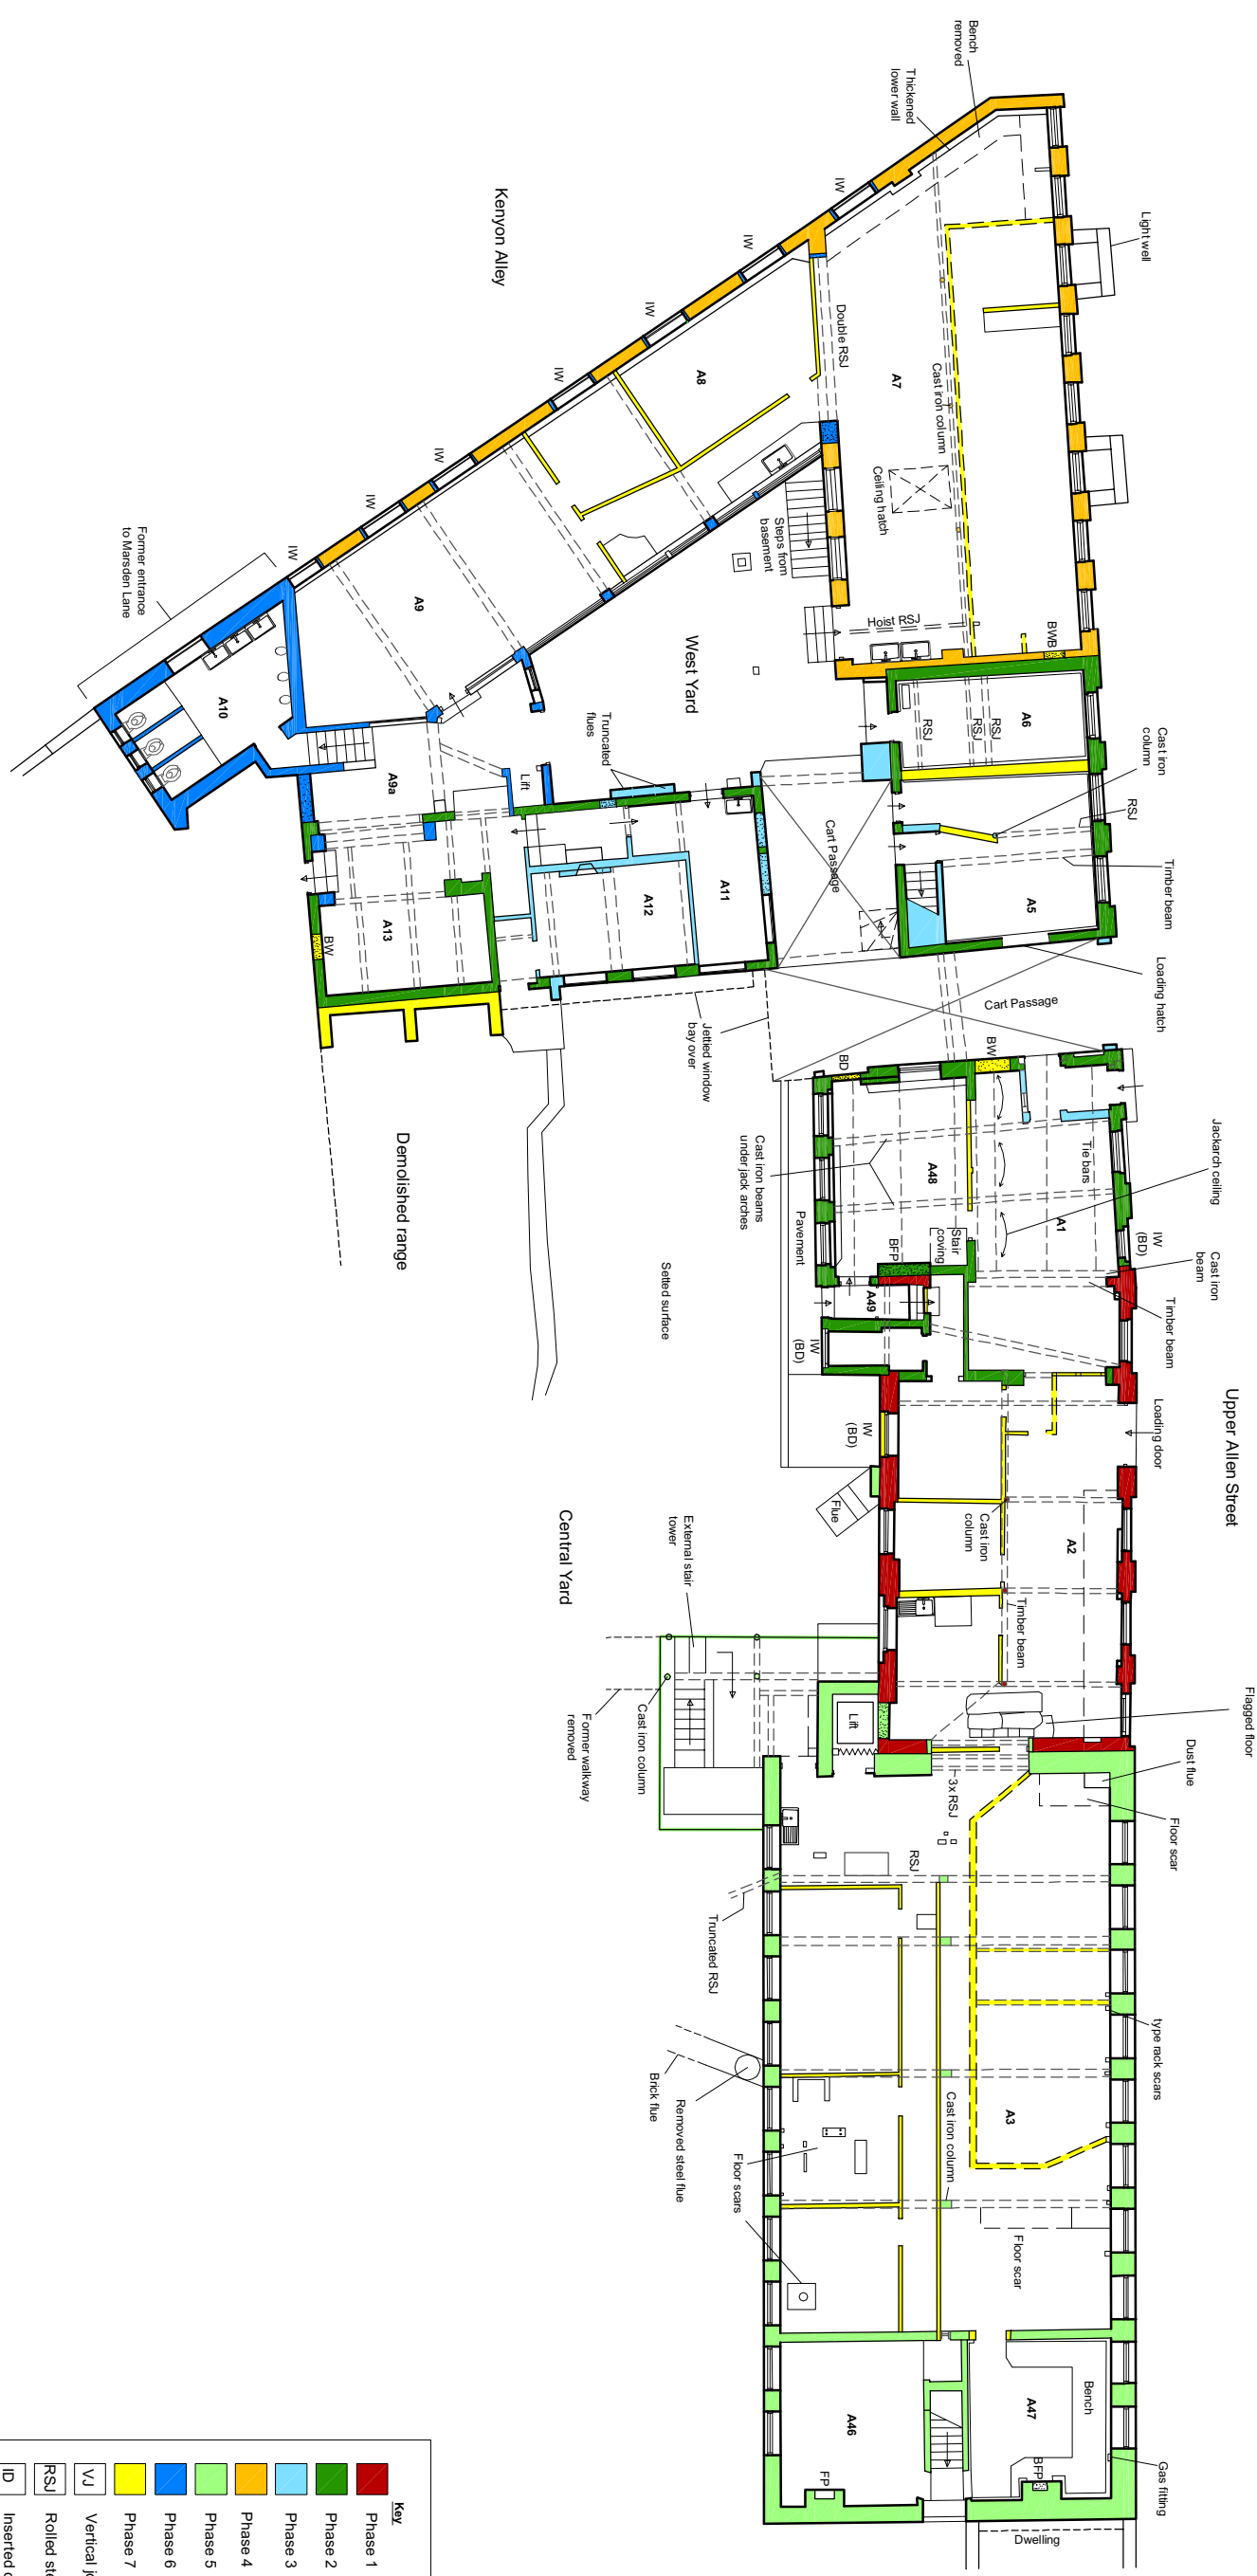 Bench
removed
Thickened
lower wall
Light well
IW
IW
IW
IW
IW
IW
IW
Kenyon Alley
Double RSJ
A7
Cast iron column
Ceiling hatch
A8
Steps from
basement
Hoist RSJ
BWB
Former entrance
to Marsden Lane
A9
West Yard
A10
RSJ
RSJ
RSJ
A6
Cast iron
column
RSJ
Timber beam
Truncated
flues
Lift
A9a
Cart Passage
A5
Loading hatch
A11
A12
A13
BW
Cart Passage
Jettied window
bay over
BD
BW
Demolished range
Cast iron beams
under jack arches
A48
Tie bars
Jackarch ceiling
A1
IW
(BD)
Pavement
Stair
coving
BFP
A49
Cast iron
beam
Timber beam
Setted surface
IW
(BD)
Upper Allen Street
Loading door
IW
(BD)
Flue
Cast iron
column
A2
Central Yard
External stair
tower
Timber beam
Flagged floor
Lift
Cast iron column
Former walkway
removed
3x RSJ
Dust flue
Floor scar
RSJ
Truncated RSJ
type rack scars
Brick flue
Removed steel flue
Floor scars
Cast iron column
A3
Floor scar
A46
A47
Bench
BFP
FP
Gas fitting
Dwelling
Key
Phase 1
Phase 2
Phase 3
Phase 4
Phase 5
Phase 6
Phase 7
VJ
Vertical jo
RSJ
Rolled ste
ID
Inserted